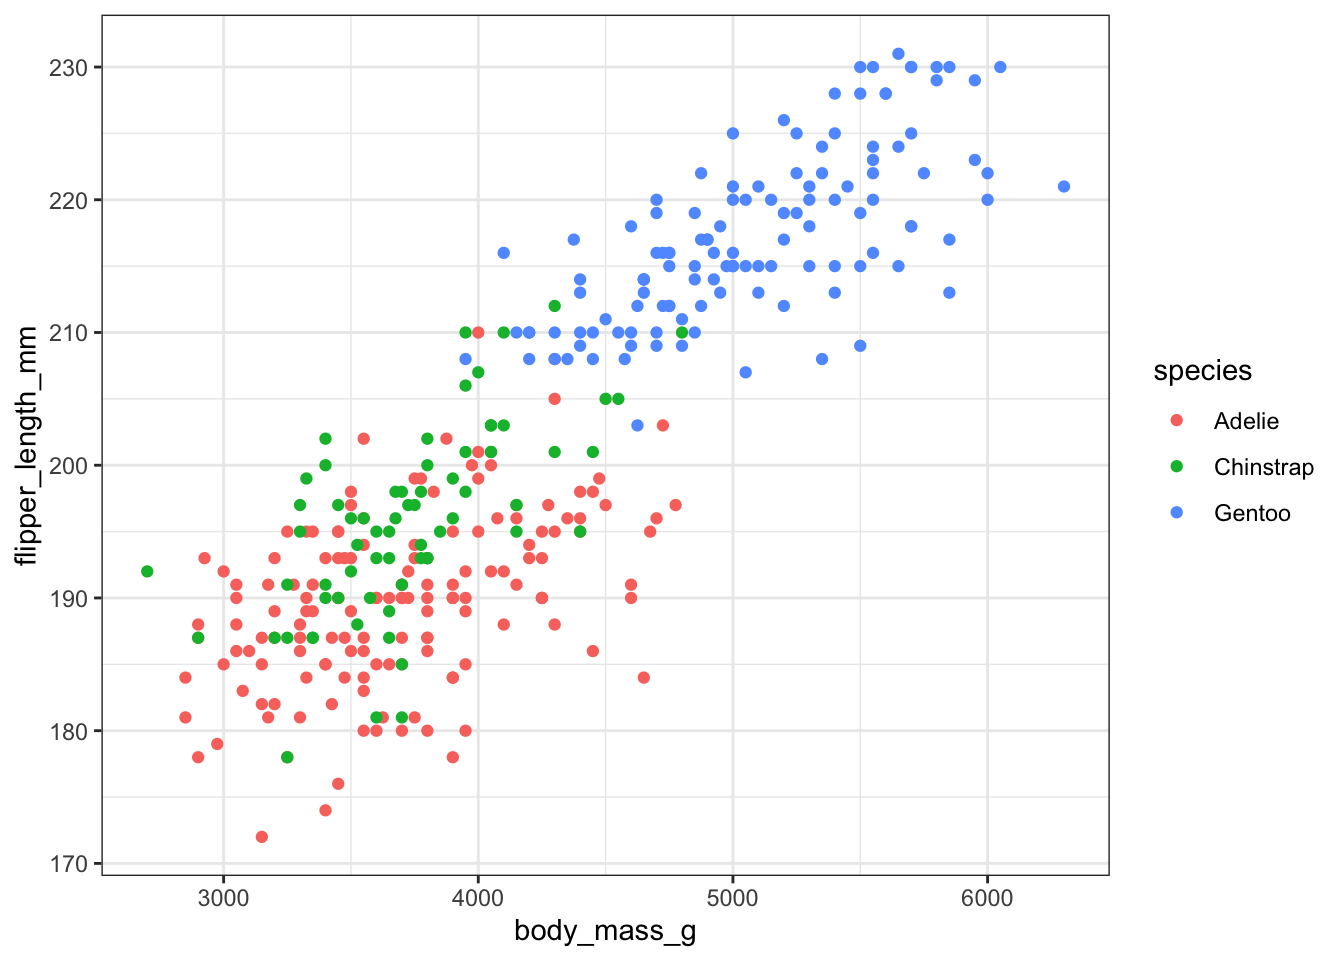 230
220
210
200
190
180
170
3000 4000 5000 6000
body_mass_g
flipper_length_mm
species
Adelie
Chinstrap
Gentoo